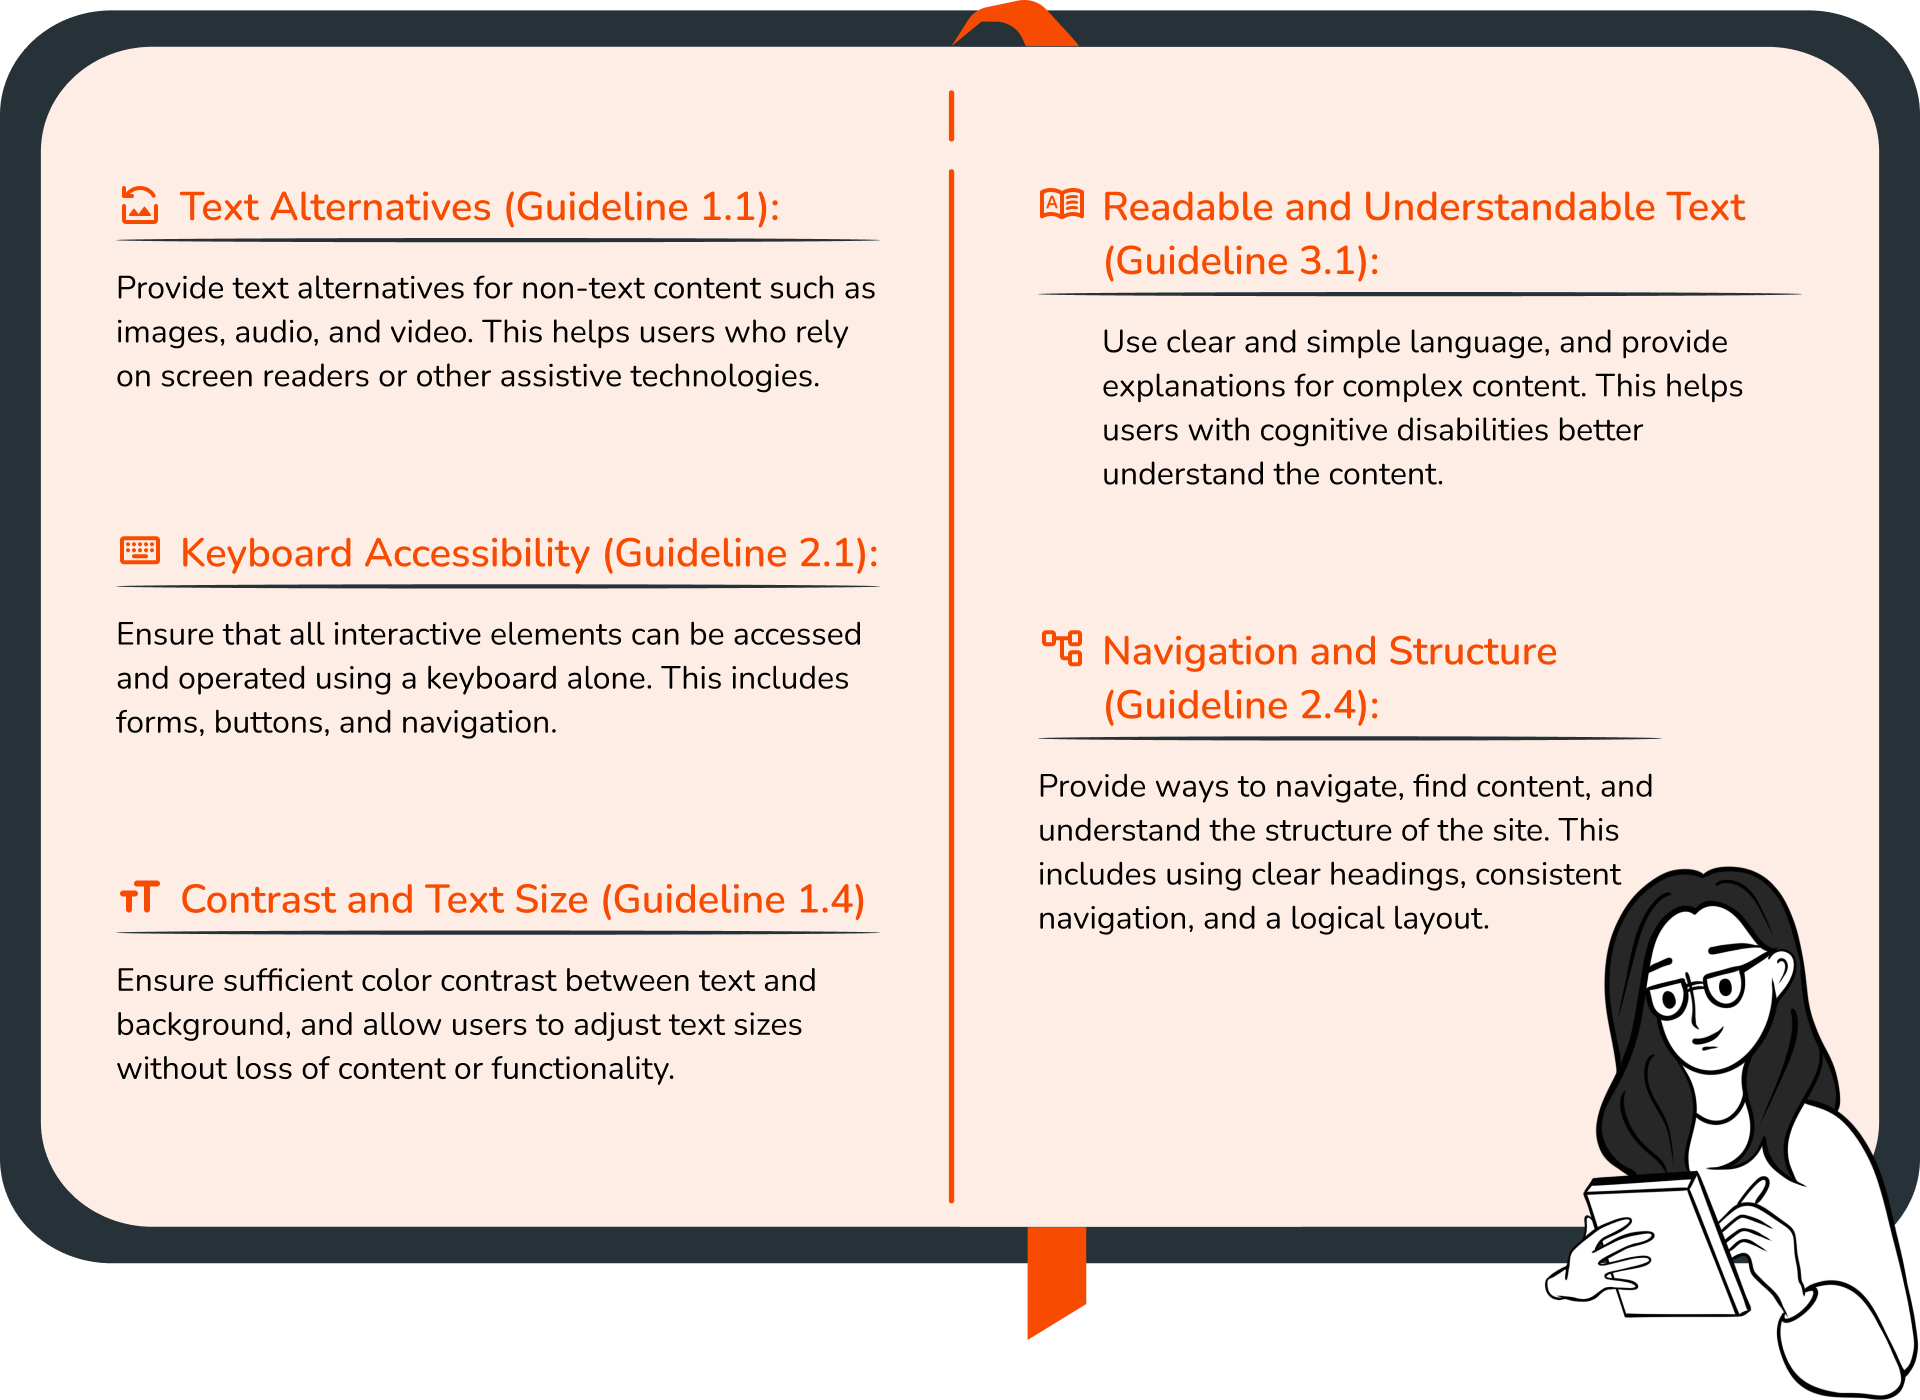 Text Alternatives (Guideline 1.1):
Provide text alternatives for non-text content such as
images, audio, and video. This helps users who rely
on screen readers or other assistive technologies.
Keyboard Accessibility (Guideline 2.1):
Ensure that all interactive elements can be accessed
and operated using a keyboard alone. This includes
forms, buttons, and navigation.
Contrast and Text Size (Guideline 1.4)
Ensure sufficient color contrast between text and
background, and allow users to adjust text sizes
without loss of content or functionality.
Readable and Understandable Text
(Guideline 3.1):
Use clear and simple language, and provide
explanations for complex content. This helps
users with cognitive disabilities better
understand the content.
Navigation and Structure
(Guideline 2.4):
Provide ways to navigate, find content, and
understand the structure of the site. This
includes using clear headings, consistent
navigation, and a logical layout.